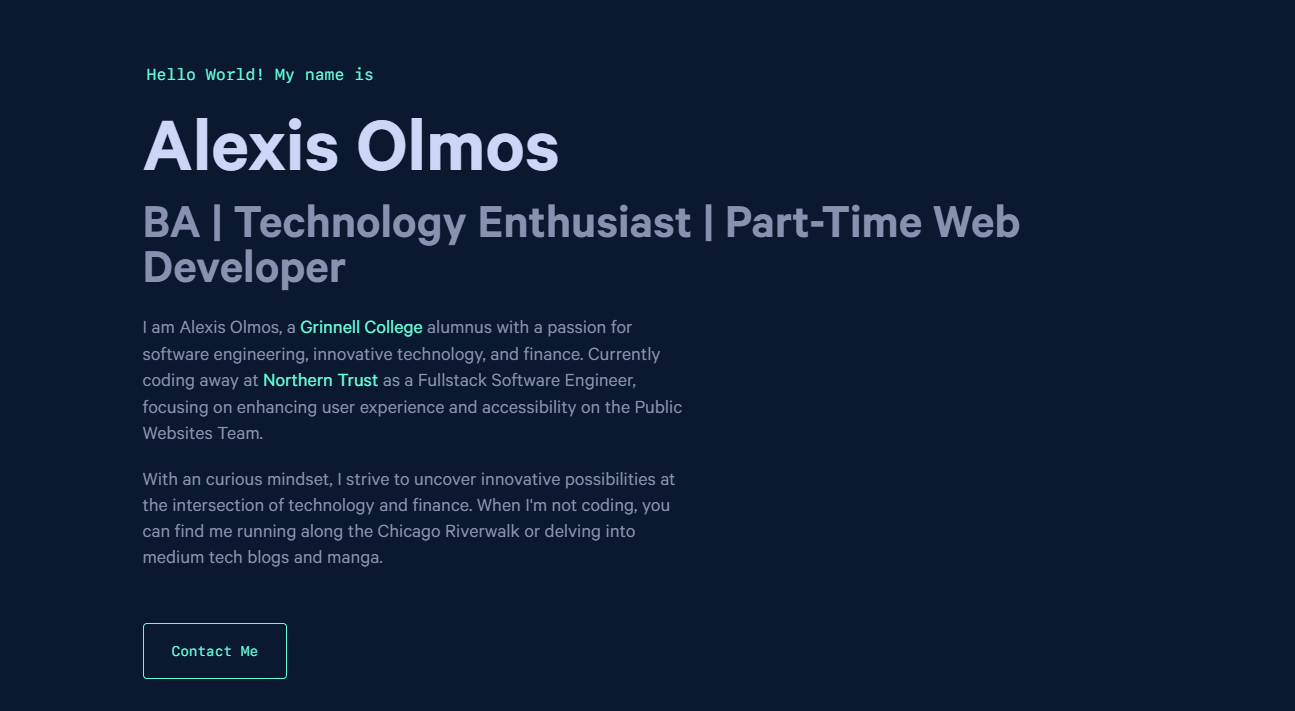 Hello World! My name is
Alexis Olmos
BA | Technology Enthusiast | Part-Time Web
Developer
I am Alexis Olmos, a Grinnell College alumnus with a passion for
software engineering, innovative technology, and finance. Currently
coding away at Northern Trust as a Fullstack Software Engineer,
focusing on enhancing user experience and accessibility on the Public
Websites Team.
With an curious mindset, I strive to uncover innovative possibilities at
the intersection of technology and finance. When I'm not coding, you
can find me running along the Chicago Riverwalk or delving into
medium tech blogs and manga.
Contact Me